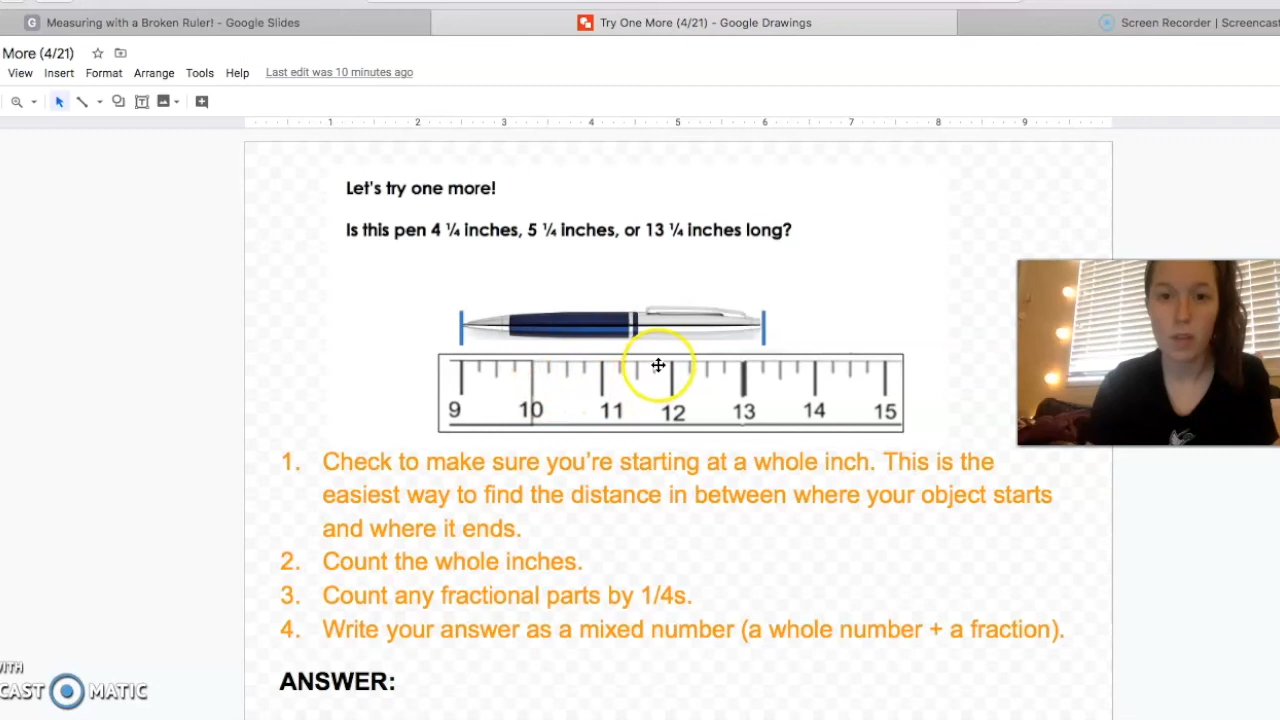 Measuring with a Broken Ruler! - Google Slides
Try One More (4/21) - Google Drawings
Screen Recorder | Screencast
More (4/21)
View Insert Format Arrange Tools Help Last edit was 10 minutes ago
1 2 3 4 5 6 7 8 9
Let's try one more!
Is this pen 4 ¼ inches, 5 ¼ inches, or 13 ¼ inches long?
9 10 11 12 13 14 15
1. Check to make sure you're starting at a whole inch. This is the
easiest way to find the distance in between where your object starts
and where it ends.
2. Count the whole inches.
3. Count any fractional parts by 1/4s.
4. Write your answer as a mixed number (a whole number + a fraction).
ANSWER:
WITH
CAST MATIC